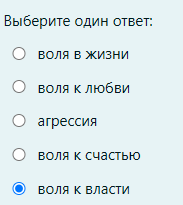 Выберите один ответ:
воля в жизни
воля к любви
агрессия
воля к счастью
воля к власти